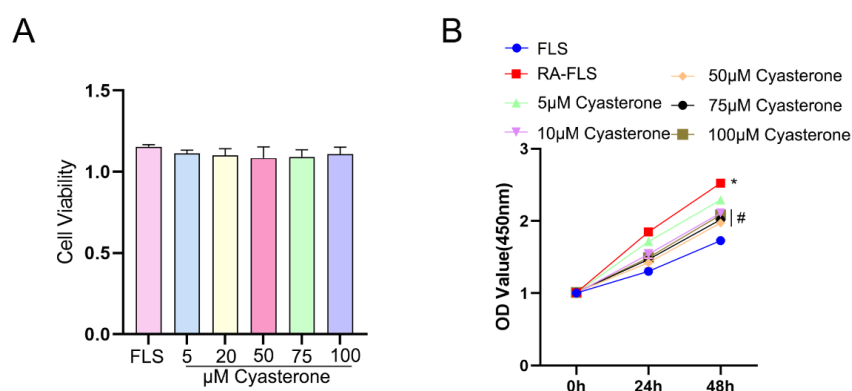 A
1.5
1.0
0.5
0.0
Cell Viability
FLS 5 20 50 75 100
μM Cyasterone
B
FLS
RA-FLS
5μM Cyasterone
10μM Cyasterone
50μM Cyasterone
75μM Cyasterone
100μM Cyasterone
3
2
1
0
OD Value(450nm)
*
#
0h 24h 48h